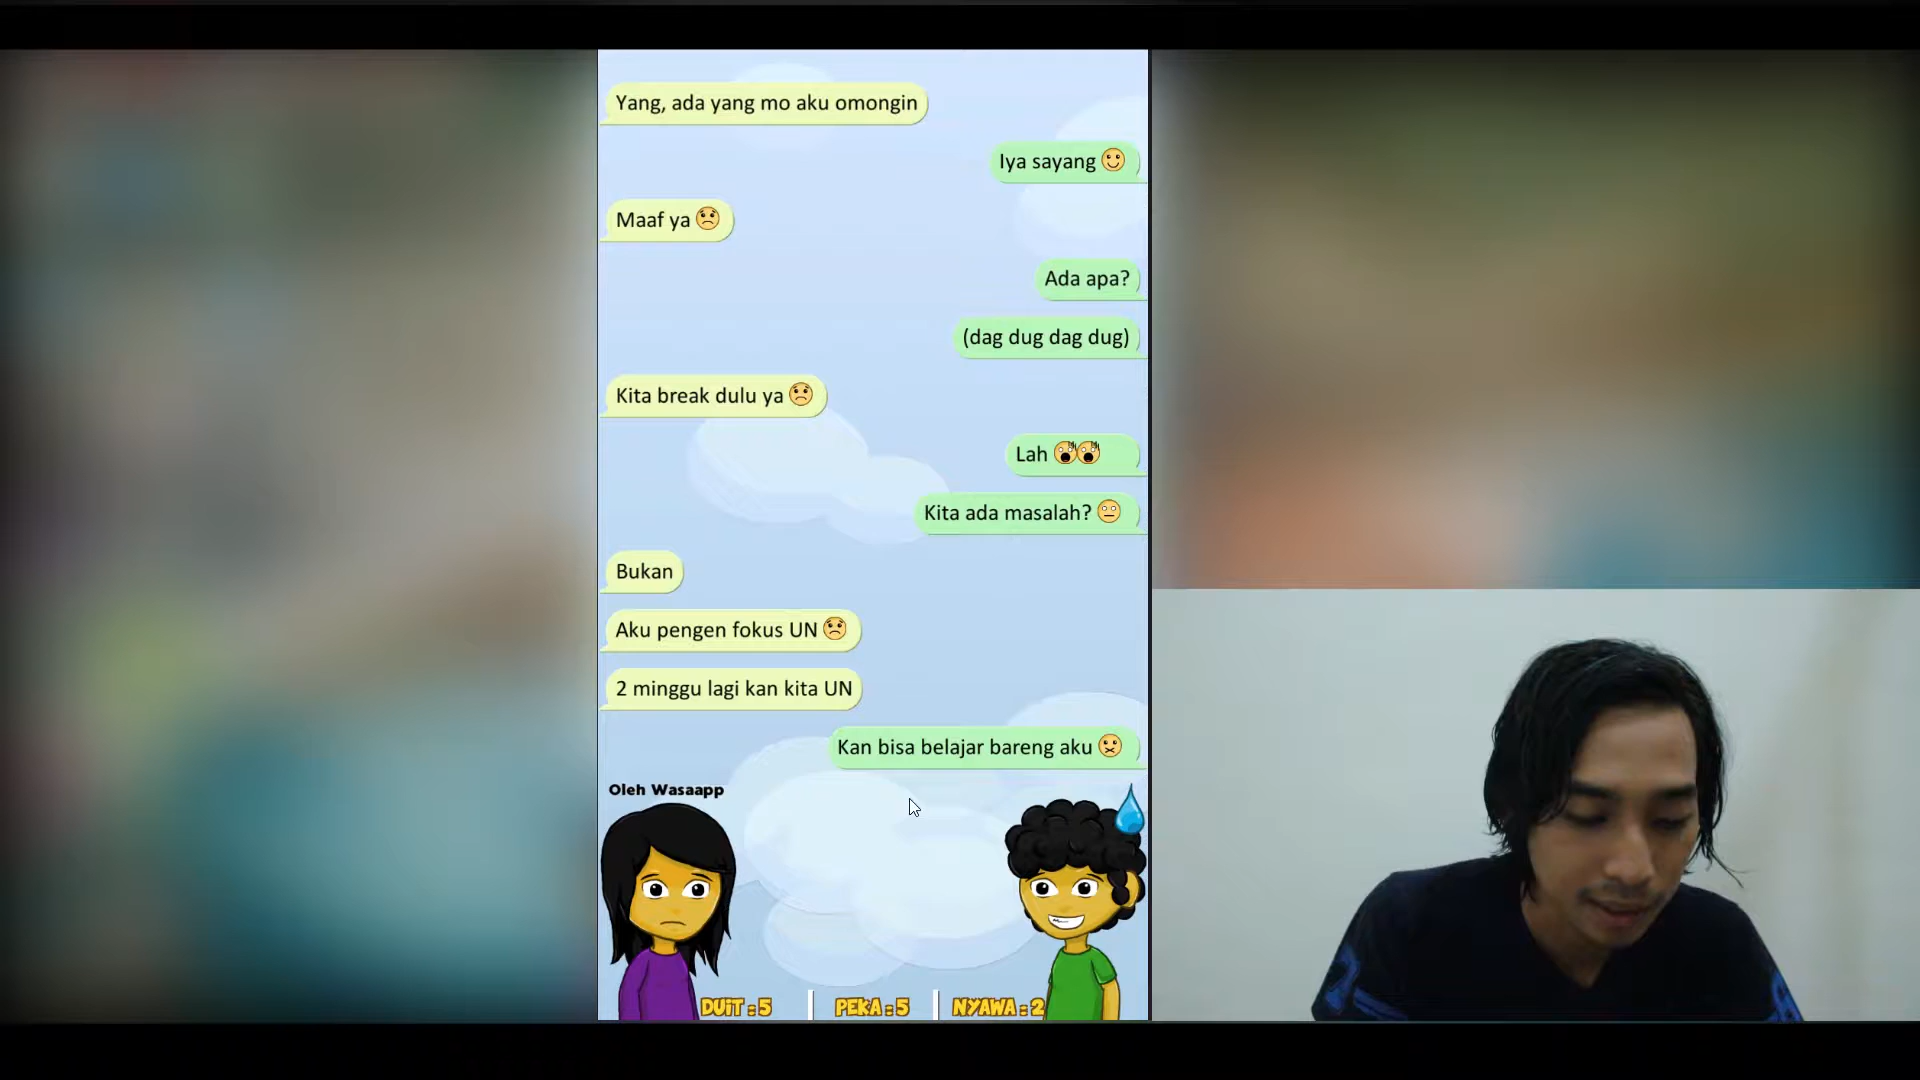 Yang, ada yang mo aku omongin
Iya sayang
Maaf ya
Ada apa?
(dag dug dag dug)
Kita break dulu ya
Lah
Kita ada masalah?
Bukan
Aku pengen fokus UN
2 minggu lagi kan kita UN
Kan bisa belajar bareng aku
Oleh Wasaapp
DUIT : 5 | PEKA : 5 | NYAWA : 2